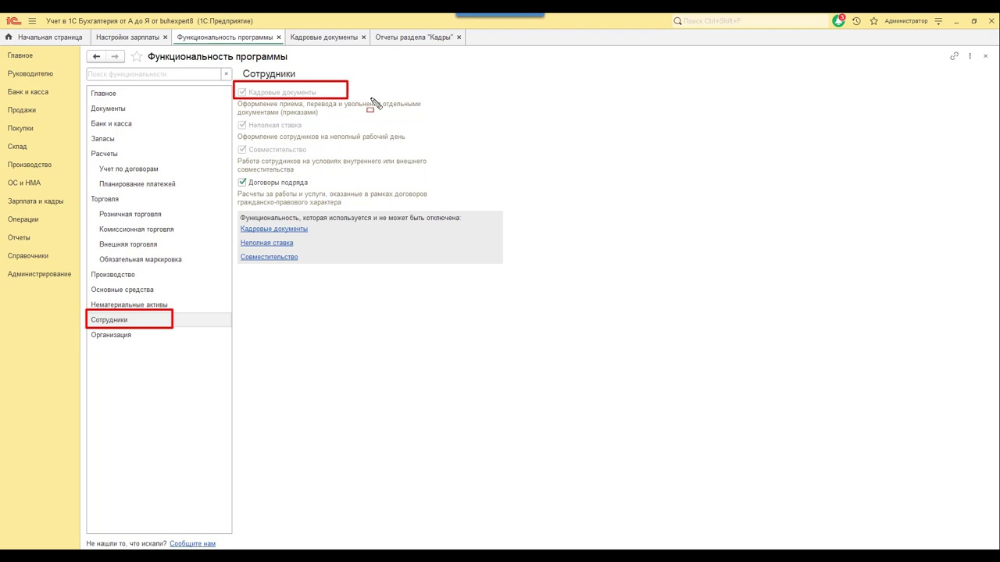 Учет в 1С Бухгалтерия от А до Я от buhexpert8 (1С:Предприятие)
Поиск Ctrl+Shift+F
3
Администратор
Начальная страница
Настройки зарплаты ×
Функциональность программы ×
Кадровые документы ×
Отчеты раздела "Кадры" ×
Главное
Руководителю
Банк и касса
Продажи
Покупки
Склад
Производство
ОС и НМА
Зарплата и кадры
Операции
Отчеты
Справочники
Администрирование
Функциональность программы
Поиск функциональности ×
Главное
Документы
Банк и касса
Запасы
Расчеты
Учет по договорам
Планирование платежей
Торговля
Розничная торговля
Комиссионная торговля
Внешняя торговля
Обязательная маркировка
Производство
Основные средства
Нематериальные активы
Сотрудники
Организация
Не нашли то, что искали? Сообщите нам
Сотрудники
Кадровые документы
Оформление приема, перевода и увольнения отдельными
документами (приказами)
Неполная ставка
Оформление сотрудников на неполный рабочий день
Совместительство
Работа сотрудников на условиях внутреннего или внешнего
совместительства
Договоры подряда
Расчеты за работы и услуги, оказанные в рамках договоров
гражданско-правового характера
Функциональность, которая используется и не может быть отключена:
Кадровые документы
Неполная ставка
Совместительство